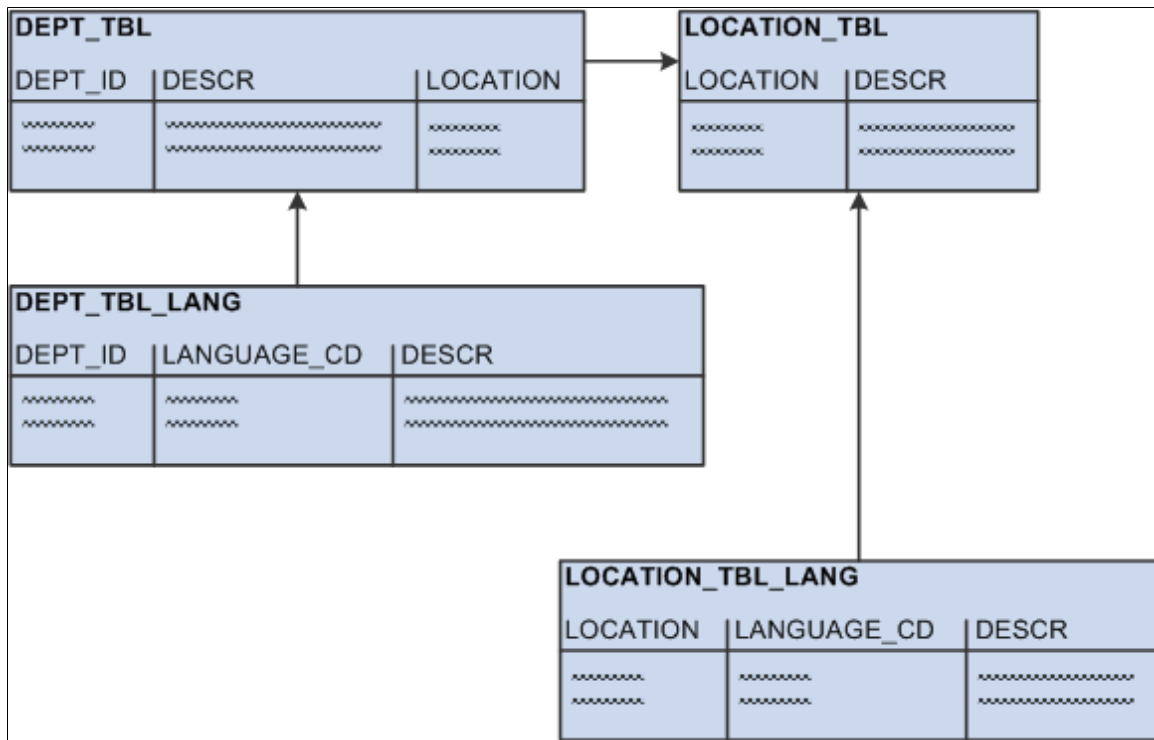 DEPT_TBL
DEPT_ID DESCR LOCATION
LOCATION_TBL
LOCATION DESCR
DEPT_TBL_LANG
DEPT_ID LANGUAGE_CD DESCR
LOCATION_TBL_LANG
LOCATION LANGUAGE_CD DESCR